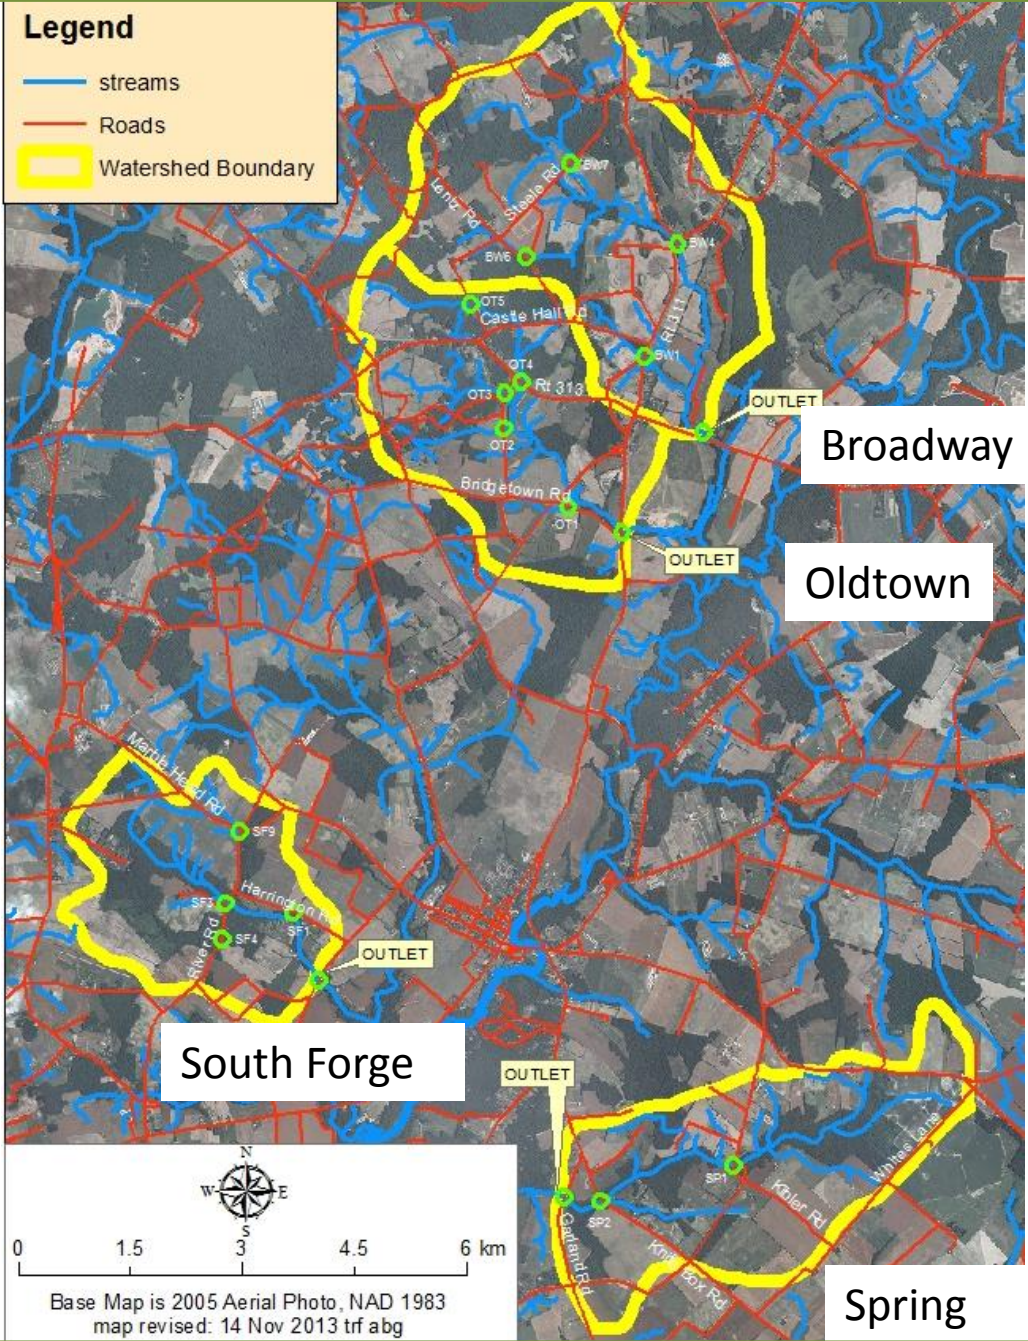 Legend
streams
Roads
Watershed Boundary
BW7
Lentz Rd
Steele Rd
BW4
BW6
OT5
Castle Hall Rd
Rt 311
BW1
OT4
OT3
Rt 313
OUTLET
Broadway
OT2
Bridgetown Rd
OT1
OUTLET
Oldtown
Marble Head Rd
SF9
Harrington R
SF3
SF1
SF4
River Rd
OUTLET
South Forge
OUTLET
Whites Lane
SP1
Kibler Rd
SP2
Garland Rd
Knife Box Rd
Spring
N
W E
S
0 1.5 3 4.5 6 km
Base Map is 2005 Aerial Photo, NAD 1983
map revised: 14 Nov 2013 trf abg